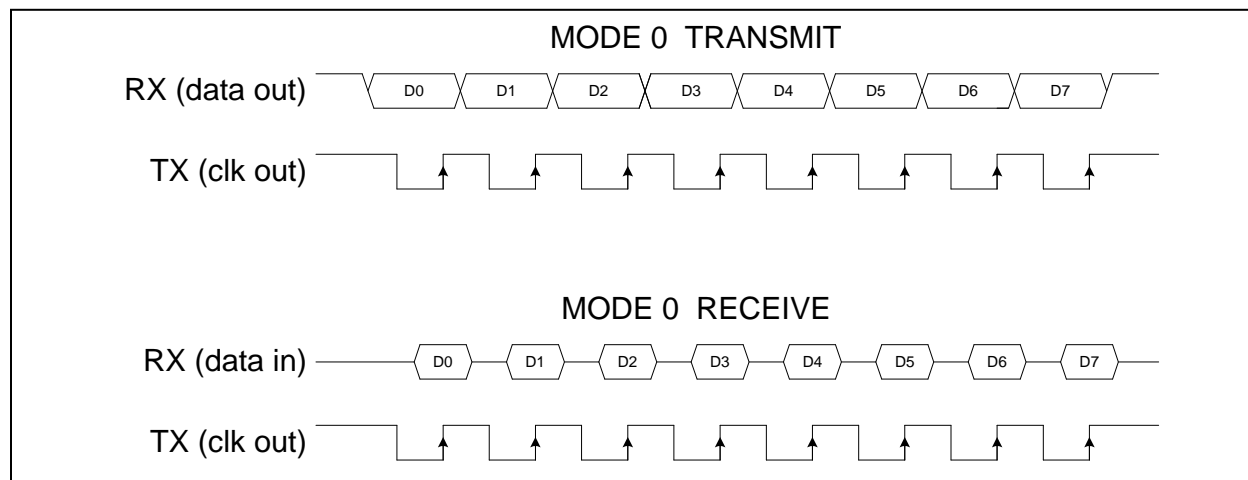 MODE 0 TRANSMIT
RX (data out)
D0 D1 D2 D3 D4 D5 D6 D7
TX (clk out)
MODE 0 RECEIVE
RX (data in)
D0 D1 D2 D3 D4 D5 D6 D7
TX (clk out)